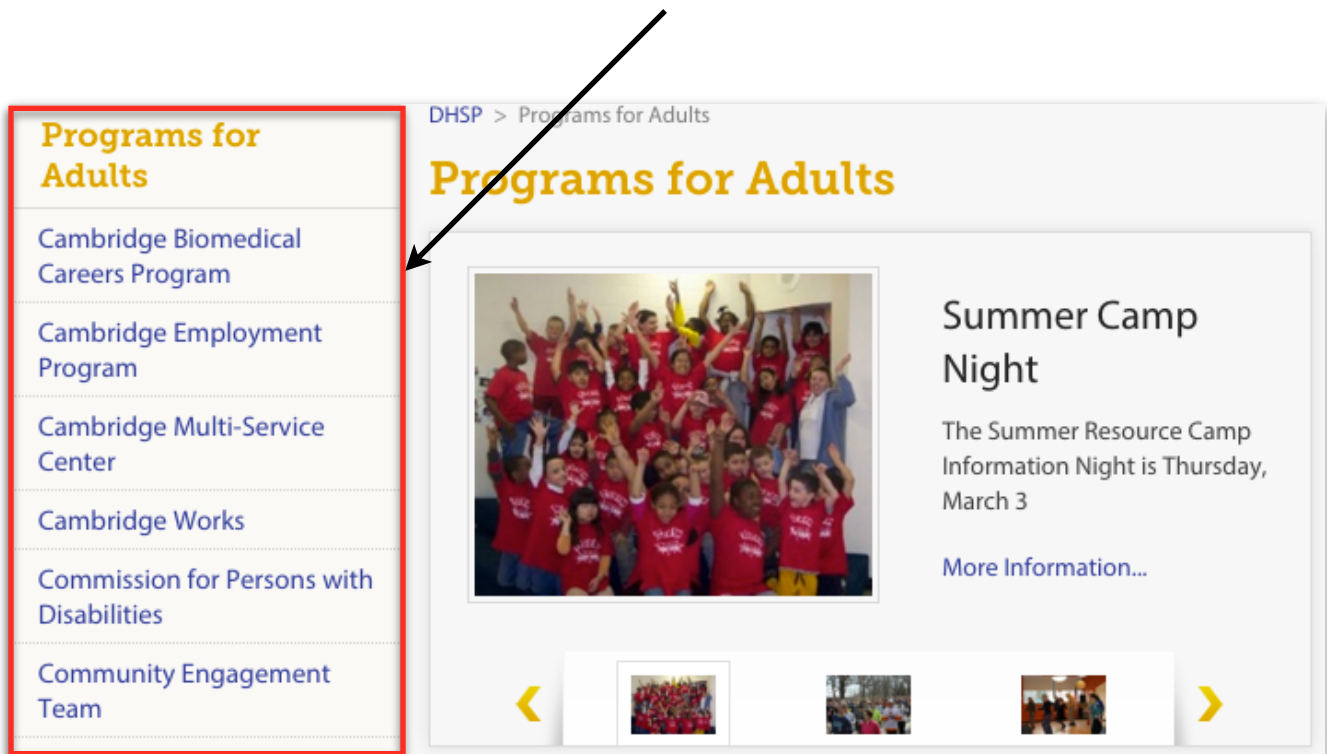 Programs for
Adults
Cambridge Biomedical
Careers Program
Cambridge Employment
Program
Cambridge Multi-Service
Center
Cambridge Works
Commission for Persons with
Disabilities
Community Engagement
Team
DHSP > Programs for Adults
Programs for Adults
Summer Camp
Night
The Summer Resource Camp
Information Night is Thursday,
March 3
More Information...